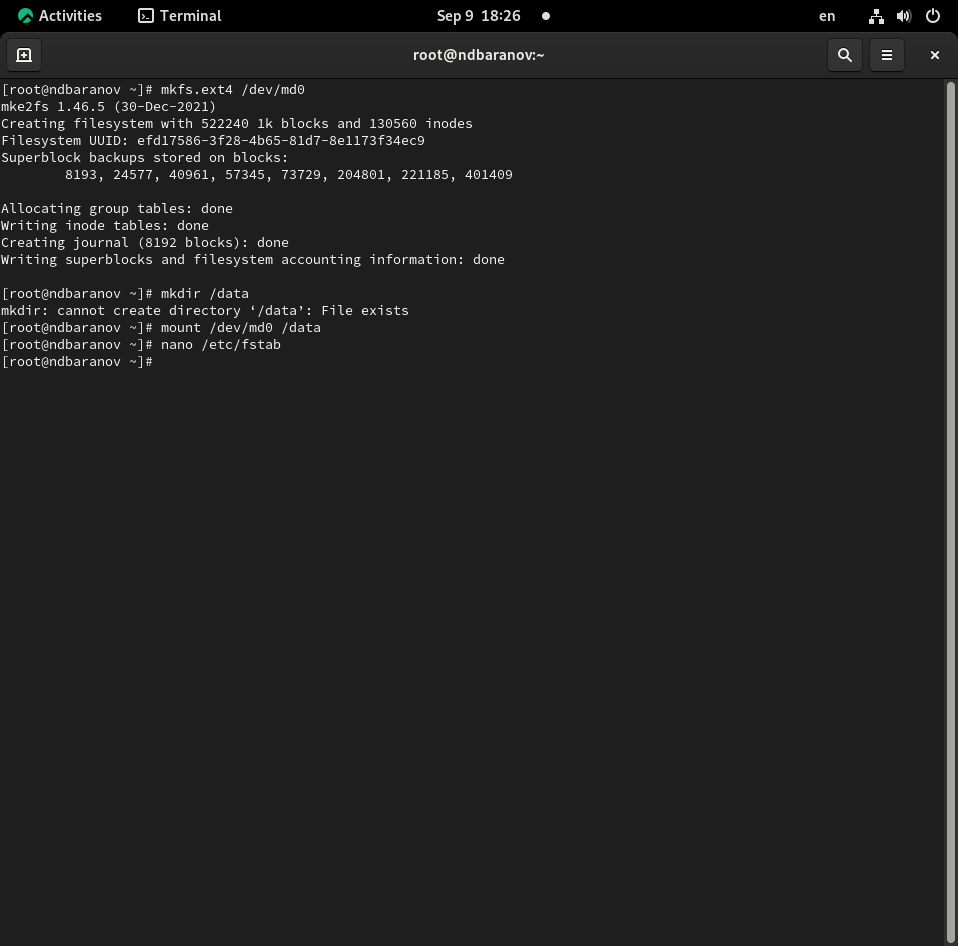 Activities Terminal Sep 9 18:26 en
root@ndbaranov:~
[root@ndbaranov ~]# mkfs.ext4 /dev/md0
mke2fs 1.46.5 (30-Dec-2021)
Creating filesystem with 522240 1k blocks and 130560 inodes
Filesystem UUID: efd17586-3f28-4b65-81d7-8e1173f34ec9
Superblock backups stored on blocks:
        8193, 24577, 40961, 57345, 73729, 204801, 221185, 401409
Allocating group tables: done
Writing inode tables: done
Creating journal (8192 blocks): done
Writing superblocks and filesystem accounting information: done
[root@ndbaranov ~]# mkdir /data
mkdir: cannot create directory ‘/data’: File exists
[root@ndbaranov ~]# mount /dev/md0 /data
[root@ndbaranov ~]# nano /etc/fstab
[root@ndbaranov ~]#